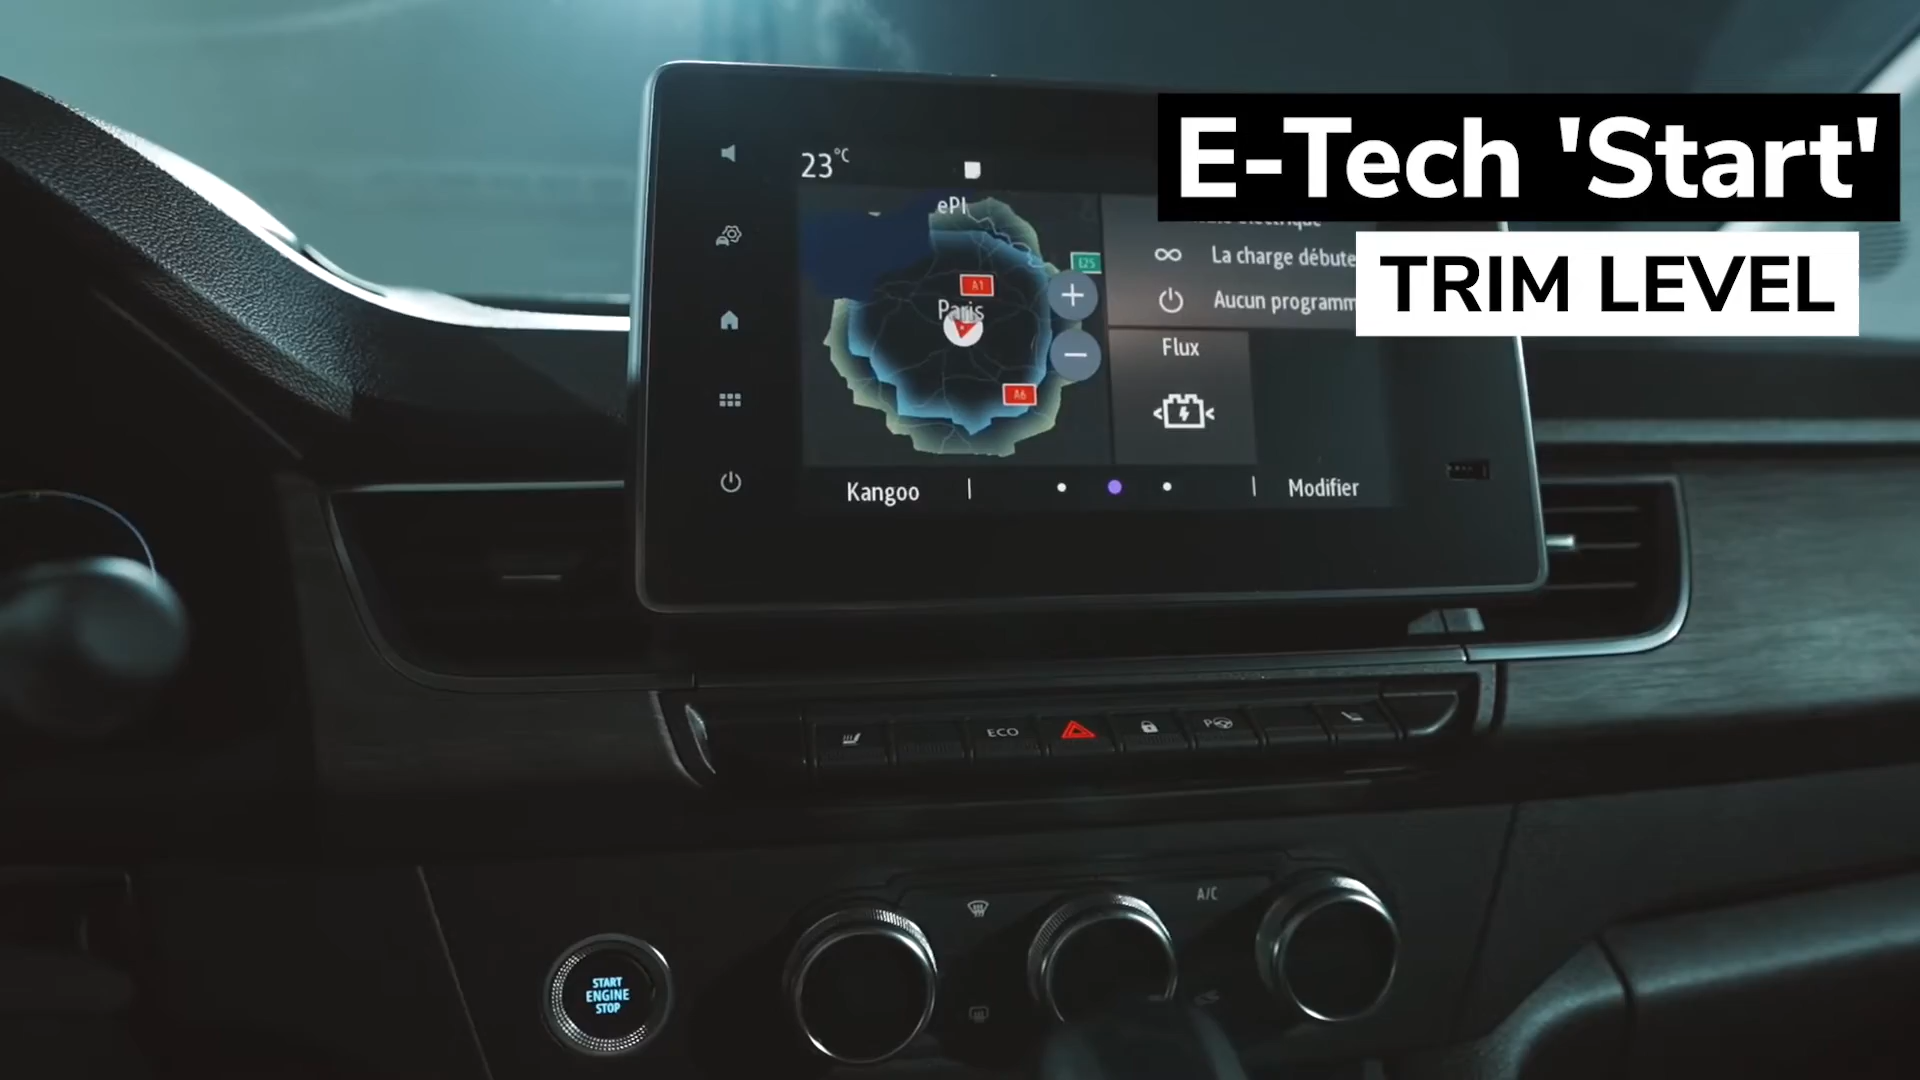 E-Tech 'Start'
TRIM LEVEL
23°C
ePI
E25
La charge débute
A1
Paris
Aucun programm
Flux
A6
Kangoo
Modifier
ECO
A/C
START
ENGINE
STOP